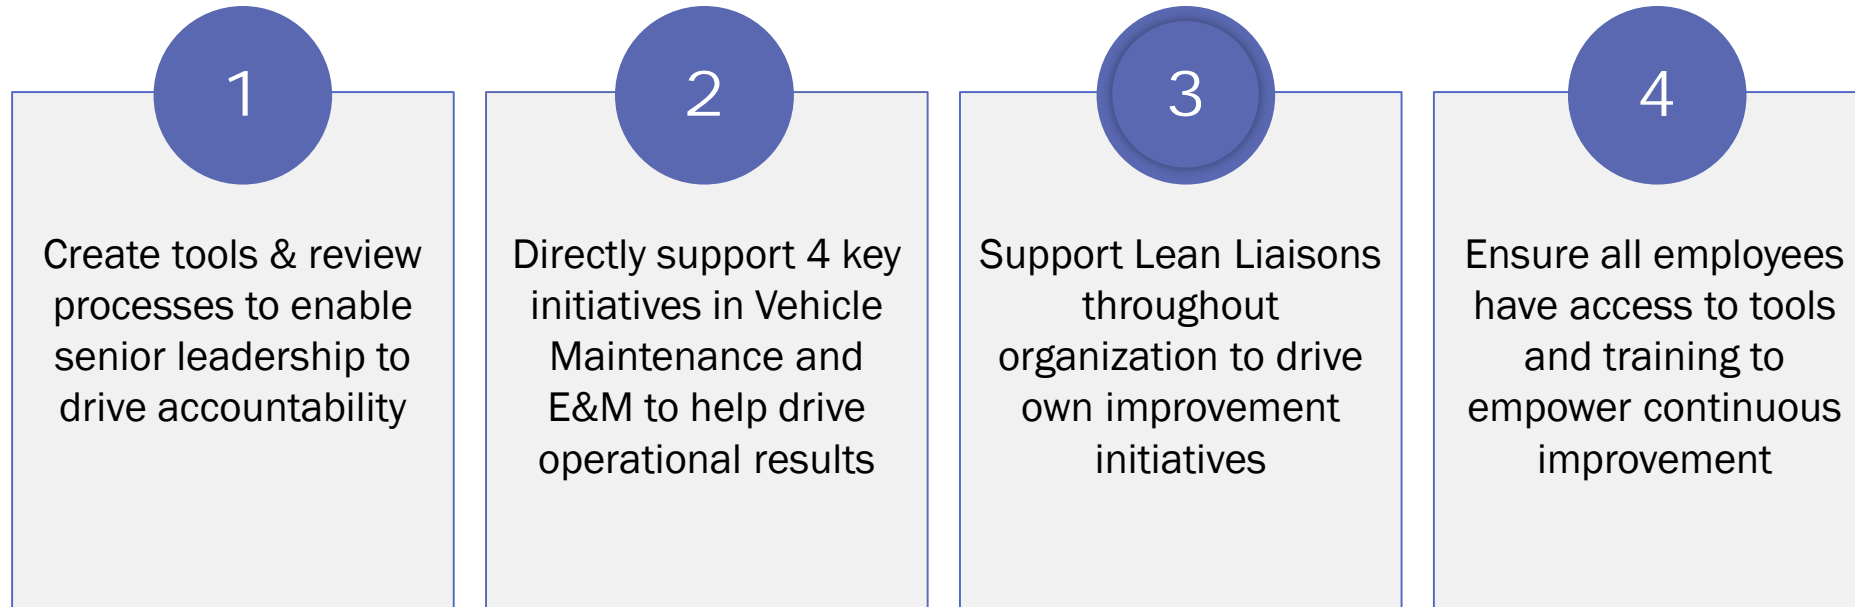 1
Create tools & review
processes to enable
senior leadership to
drive accountability
2
Directly support 4 key
initiatives in Vehicle
Maintenance and
E&M to help drive
operational results
3
Support Lean Liaisons
throughout
organization to drive
own improvement
initiatives
4
Ensure all employees
have access to tools
and training to
empower continuous
improvement